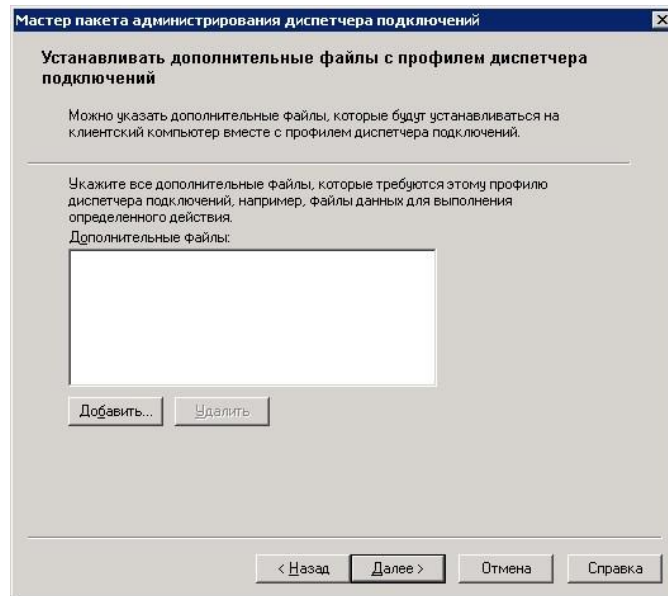 Мастер пакета администрирования диспетчера подключений
Устанавливать дополнительные файлы с профилем диспетчера
подключений
Можно указать дополнительные файлы, которые будут устанавливаться на
клиентский компьютер вместе с профилем диспетчера подключений.
Укажите все дополнительные файлы, которые требуются этому профилю
диспетчера подключений, например, файлы данных для выполнения
определенного действия.
Дополнительные файлы:
Добавить... Удалить
< Назад Далее > Отмена Справка